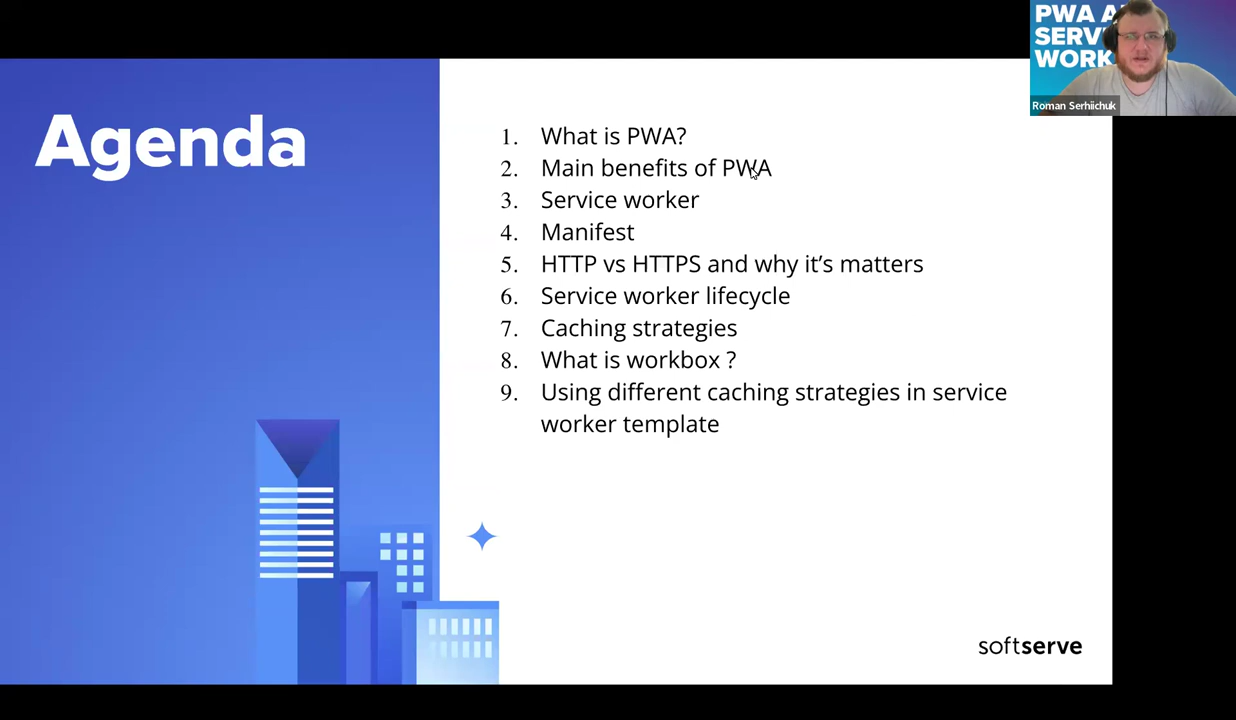 Agenda
1. What is PWA?
2. Main benefits of PWA
3. Service worker
4. Manifest
5. HTTP vs HTTPS and why it’s matters
6. Service worker lifecycle
7. Caching strategies
8. What is workbox ?
9. Using different caching strategies in service
worker template
softserve
PWA
SERV
WORK
Roman Serhiichuk